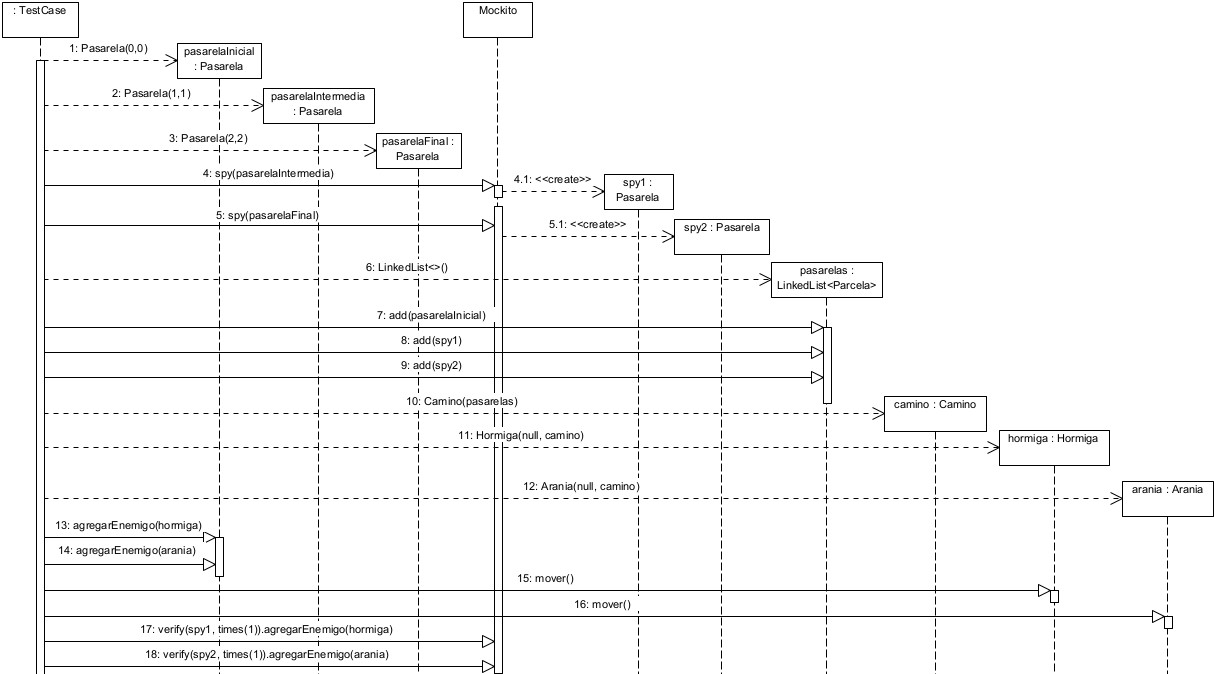 : TestCase
Mockito
1: Pasarela(0,0)
pasarelaInicial
: Pasarela
2: Pasarela(1,1)
pasarelaIntermedia
: Pasarela
3: Pasarela(2,2)
pasarelaFinal :
Pasarela
4: spy(pasarelaIntermedia)
4.1: <<create>>
spy1 :
Pasarela
5: spy(pasarelaFinal)
5.1: <<create>>
spy2 : Pasarela
6: LinkedList<>()
pasarelas :
LinkedList<Parcela>
7: add(pasarelaInicial)
8: add(spy1)
9: add(spy2)
10: Camino(pasarelas)
camino : Camino
11: Hormiga(null, camino)
hormiga : Hormiga
12: Arania(null, camino)
arania : Arania
13: agregarEnemigo(hormiga)
14: agregarEnemigo(arania)
15: mover()
16: mover()
17: verify(spy1, times(1)).agregarEnemigo(hormiga)
18: verify(spy2, times(1)).agregarEnemigo(arania)